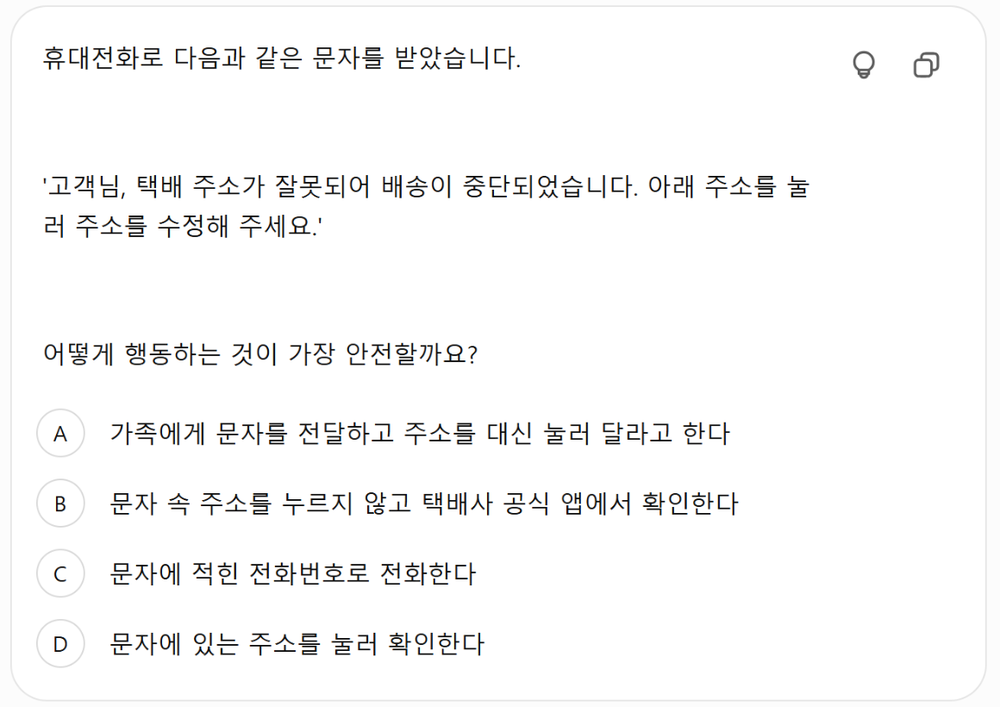 휴대전화로 다음과 같은 문자를 받았습니다.
'고객님, 택배 주소가 잘못되어 배송이 중단되었습니다. 아래 주소를 눌
러 주소를 수정해 주세요.'
어떻게 행동하는 것이 가장 안전할까요?
A 가족에게 문자를 전달하고 주소를 대신 눌러 달라고 한다
B 문자 속 주소를 누르지 않고 택배사 공식 앱에서 확인한다
C 문자에 적힌 전화번호로 전화한다
D 문자에 있는 주소를 눌러 확인한다